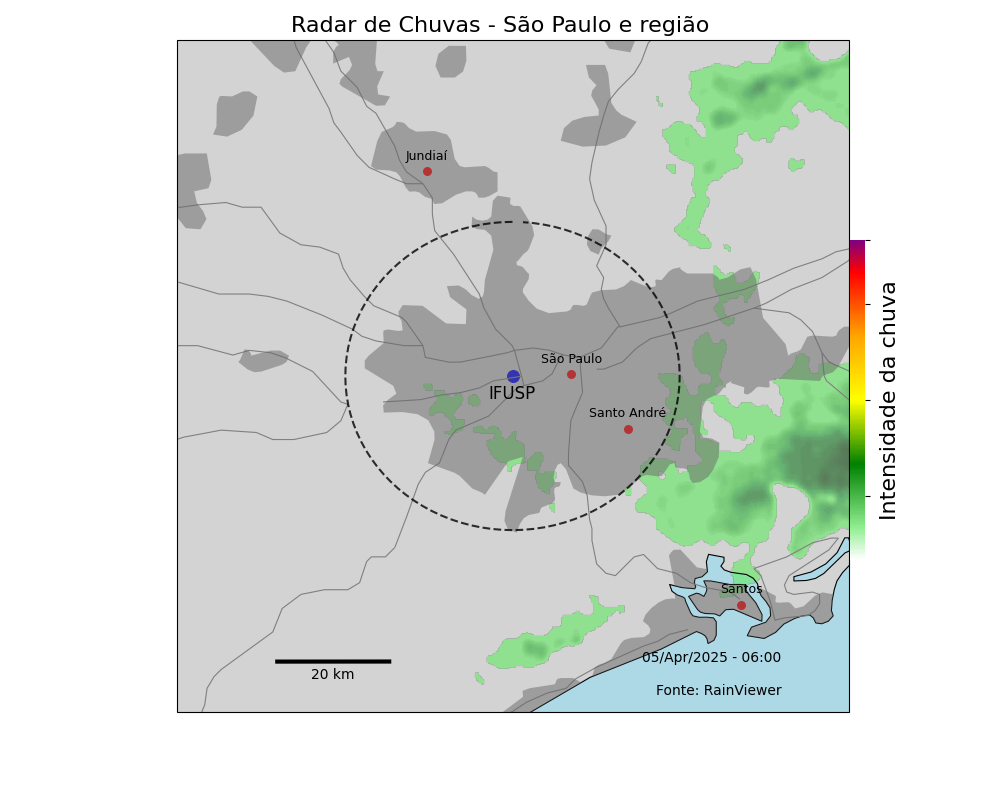 Radar de Chuvas - São Paulo e região
Jundiaí
São Paulo
IFUSP
Santo André
Intensidade da chuva
Santos
05/Apr/2025 - 06:00
20 km
Fonte: RainViewer